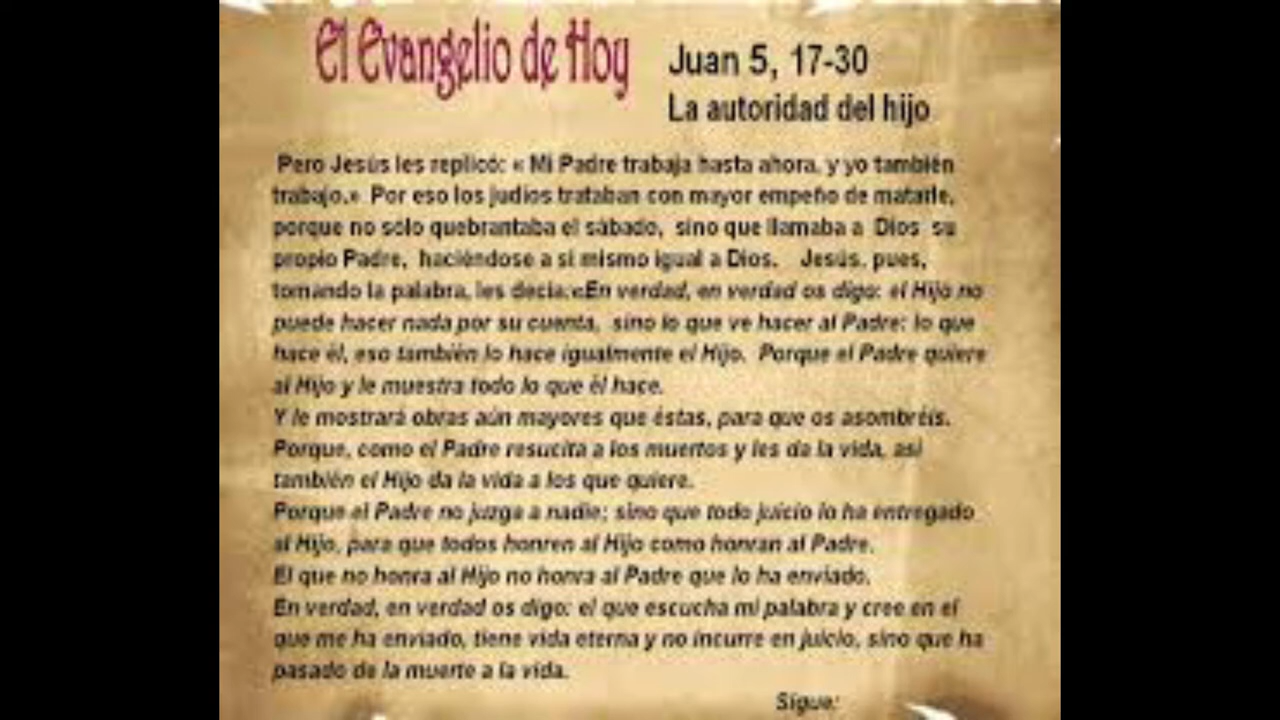 El Evangelio de Hoy
Juan 5, 17-30
La autoridad del hijo
Pero Jesús les replicó: « Mi Padre trabaja hasta ahora, y yo también
trabajo.» Por eso los judíos trataban con mayor empeño de matarle,
porque no sólo quebrantaba el sábado, sino que llamaba a Dios su
propio Padre, haciéndose a sí mismo igual a Dios. Jesús, pues,
tomando la palabra, les decía:«En verdad, en verdad os digo: el Hijo no
puede hacer nada por su cuenta, sino lo que ve hacer al Padre: lo que
hace él, eso también lo hace igualmente el Hijo. Porque el Padre quiere
al Hijo y le muestra todo lo que él hace.
Y le mostrará obras aún mayores que éstas, para que os asombréis.
Porque, como el Padre resucita a los muertos y les da la vida, así
también el Hijo da la vida a los que quiere.
Porque el Padre no juzga a nadie; sino que todo juicio lo ha entregado
al Hijo, para que todos honren al Hijo como honran al Padre.
El que no honra al Hijo no honra al Padre que lo ha enviado.
En verdad, en verdad os digo: el que escucha mi palabra y cree en el
que me ha enviado, tiene vida eterna y no incurre en juicio, sino que ha
pasado de la muerte a la vida.
Sigue: